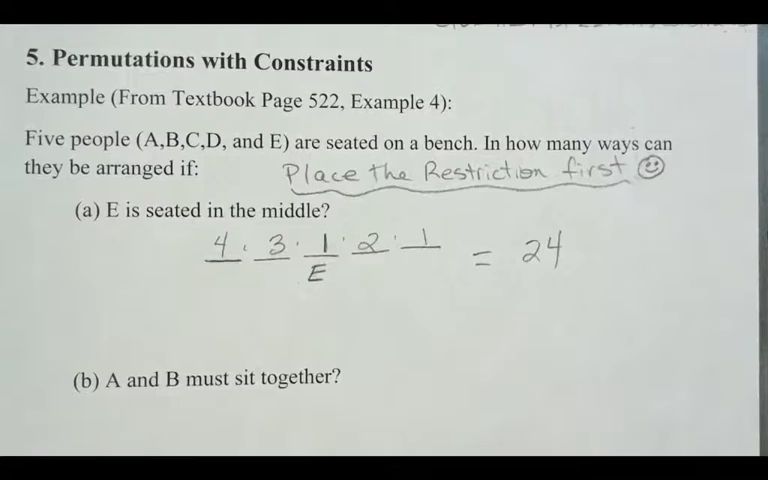 5. Permutations with Constraints
Example (From Textbook Page 522, Example 4):
Five people (A,B,C,D, and E) are seated on a bench. In how many ways can
they be arranged if: Place the Restriction first
(a) E is seated in the middle?
4 · 3 · 1 · 2 · 1 = 24
E
(b) A and B must sit together?